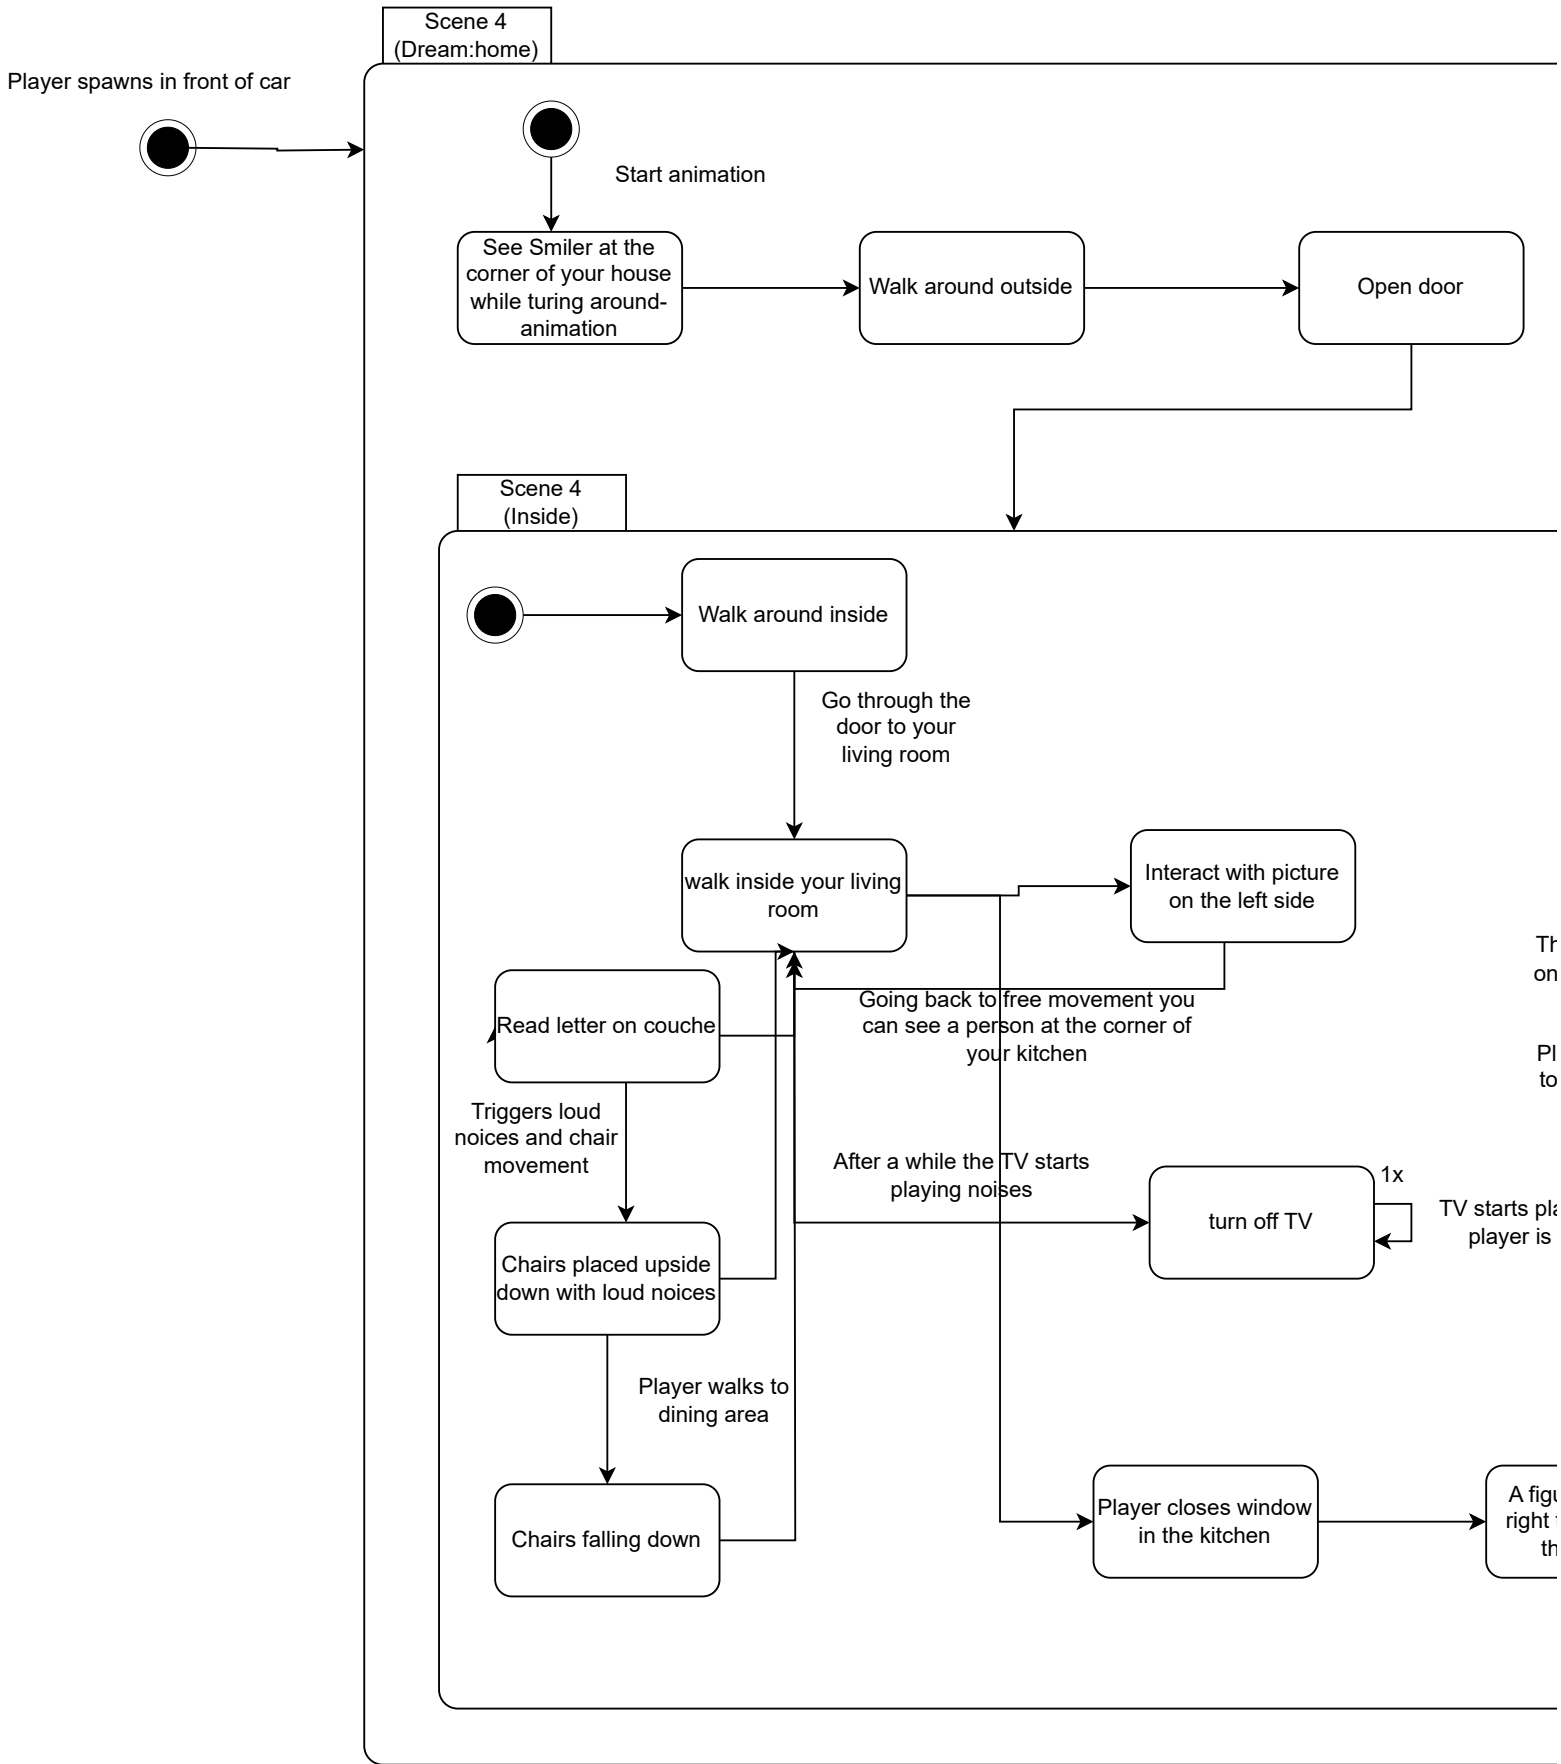 Scene 4
(Dream:home)
Player spawns in front of car
Start animation
See Smiler at the
corner of your house
while turing around-
animation
Walk around outside
Open door
Scene 4
(Inside)
Walk around inside
Go through the
door to your
living room
walk inside your living
room
Interact with picture
on the left side
Going back to free movement you
can see a person at the corner of
your kitchen
Read letter on couche
Triggers loud
noices and chair
movement
After a while the TV starts
playing noises
turn off TV
1x
TV starts
player is
Chairs placed upside
down with loud noices
Player walks to
dining area
Chairs falling down
Player closes window
in the kitchen
A
right